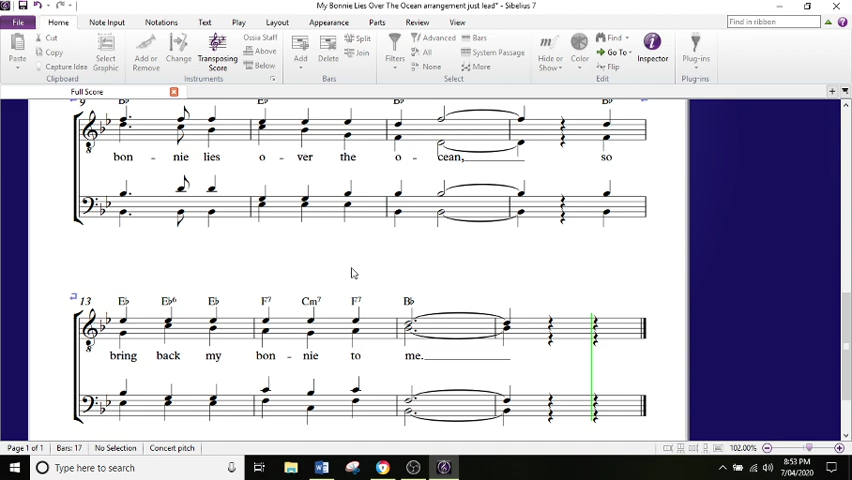 My Bonnie Lies Over The Ocean arrangement just lead* - Sibelius 7
File Home Note Input Notations Text Play Layout Appearance Parts Review View Find in ribbon
Paste Cut Copy Capture Idea Select Graphic Add or Remove Change Transposing Score Ossia Staff Above Below Add Delete Split Join Filters Advanced All None Bars System Passage More Hide or Show Color Find Go To Flip Inspector Plug-ins
Clipboard Instruments Bars Select Edit Plug-ins
Full Score
9 B♭ E♭ B♭ B♭
bon - nie lies o - ver the o - cean, so
13 E♭ E♭6 E♭ F7 Cm7 F7 B♭
bring back my bon - nie to me.
Page 1 of 1 Bars: 17 No Selection Concert pitch 102.00%
Type here to search 8:53 PM
7/04/2020